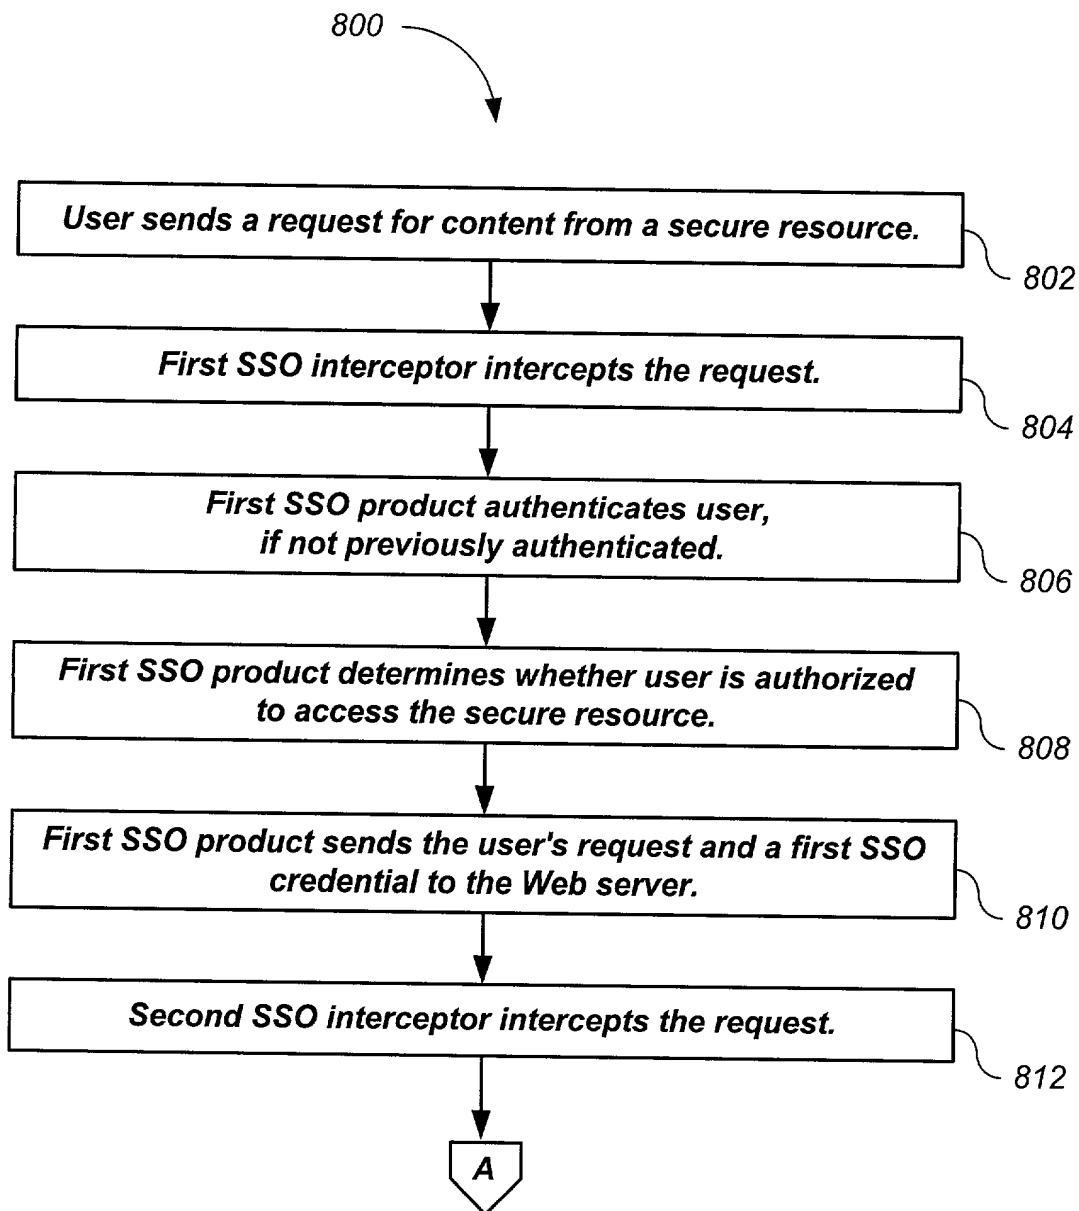 800
User sends a request for content from a secure resource.
802
First SSO interceptor intercepts the request.
804
First SSO product authenticates user,
if not previously authenticated.
806
First SSO product determines whether user is authorized
to access the secure resource.
808
First SSO product sends the user's request and a first SSO
credential to the Web server.
810
Second SSO interceptor intercepts the request.
812
A